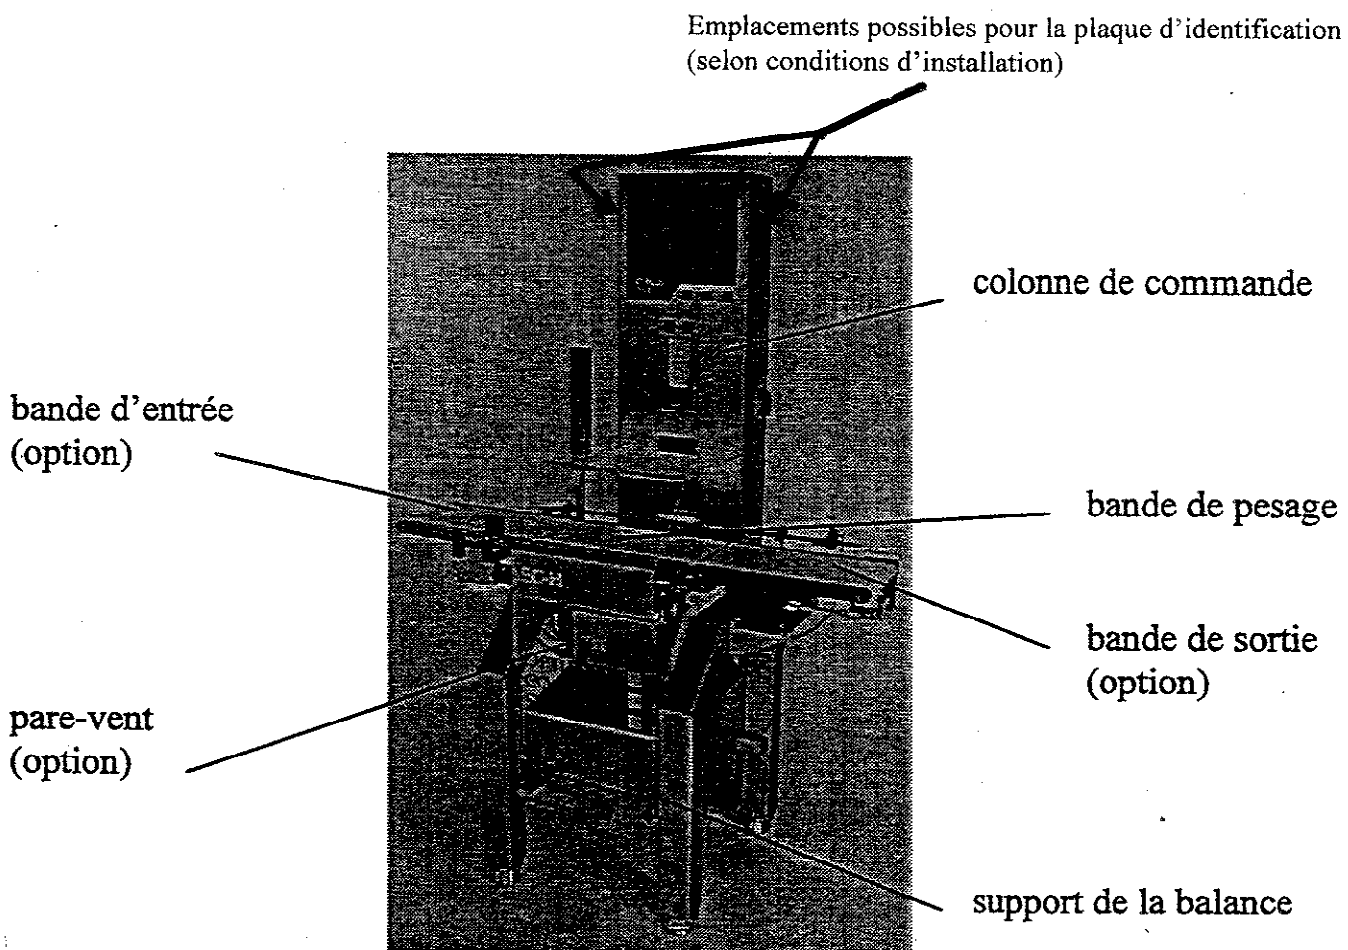 Emplacements possibles pour la plaque d'identification
(selon conditions d'installation)
colonne de commande
bande d'entrée
(option)
bande de pesage
bande de sortie
(option)
pare-vent
(option)
support de la balance